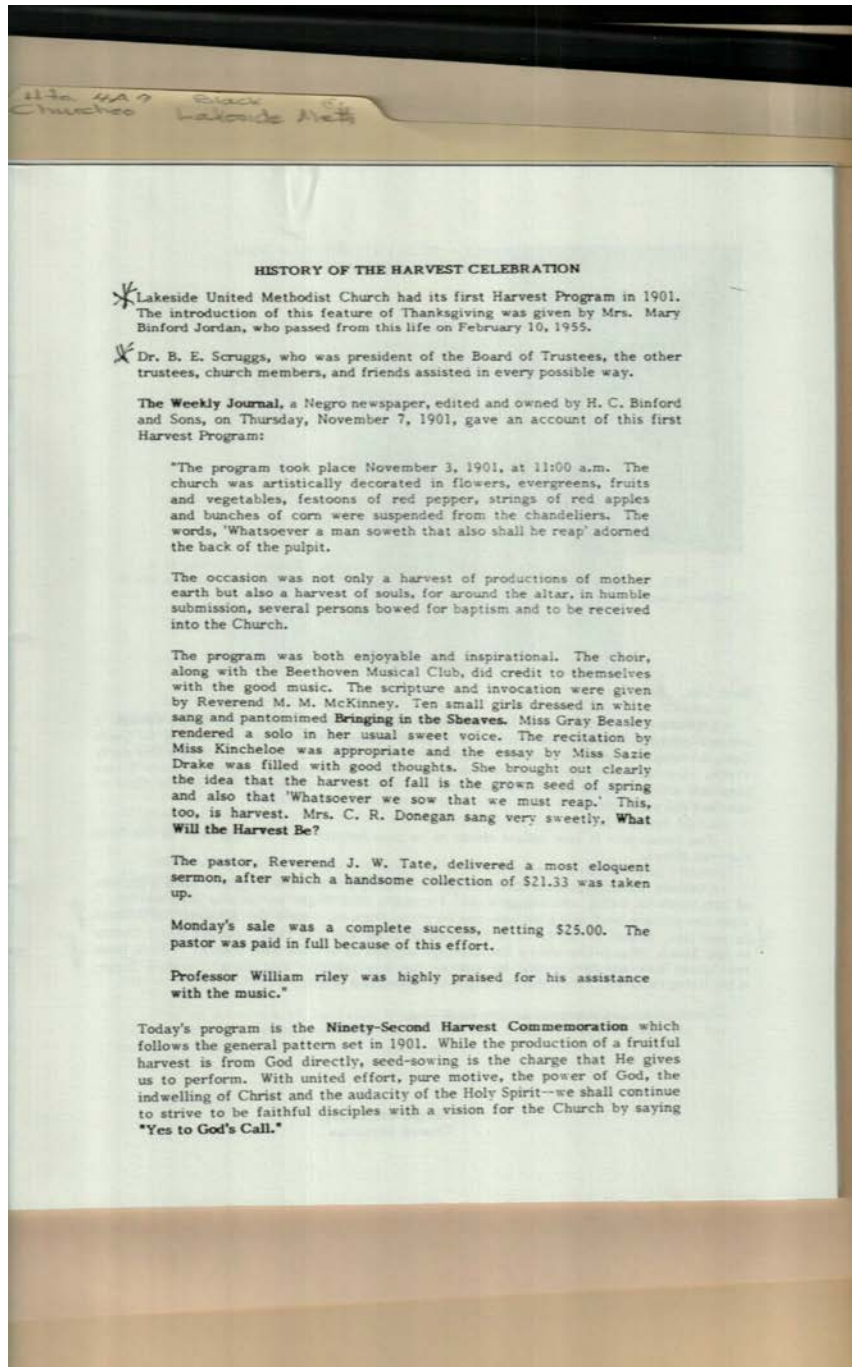 Black
Churches Lakeside Meth
HISTORY OF THE HARVEST CELEBRATION
Lakeside United Methodist Church had its first Harvest Program in 1901.
The introduction of this feature of Thanksgiving was given by Mrs. Mary
Binford Jordan, who passed from this life on February 10, 1955.
Dr. B. E. Scruggs, who was president of the Board of Trustees, the other
trustees, church members, and friends assisted in every possible way.
The Weekly Journal, a Negro newspaper, edited and owned by H. C. Binford
and Sons, on Thursday, November 7, 1901, gave an account of this first
Harvest Program:
"The program took place November 3, 1901, at 11:00 a.m. The
church was artistically decorated in flowers, evergreens, fruits
and vegetables, festoons of red pepper, strings of red apples
and bunches of corn were suspended from the chandeliers. The
words, 'Whatsoever a man soweth that also shall he reap' adorned
the back of the pulpit.
The occasion was not only a harvest of productions of mother
earth but also a harvest of souls, for around the altar, in humble
submission, several persons bowed for baptism and to be received
into the Church.
The program was both enjoyable and inspirational. The choir,
along with the Beethoven Musical Club, did credit to themselves
with the good music. The scripture and invocation were given
by Reverend M. M. McKinney. Ten small girls dressed in white
sang and pantomimed Bringing in the Sheaves. Miss Gray Beasley
rendered a solo in her usual sweet voice. The recitation by
Miss Kincheloe was appropriate and the essay by Miss Sazie
Drake was filled with good thoughts. She brought out clearly
the idea that the harvest of fall is the grown seed of spring
and also that 'Whatsoever we sow that we must reap.' This,
too, is harvest. Mrs. C. R. Donegan sang very sweetly, What
Will the Harvest Be?
The pastor, Reverend J. W. Tate, delivered a most eloquent
sermon, after which a handsome collection of $21.33 was taken
up.
Monday's sale was a complete success, netting $25.00. The
pastor was paid in full because of this effort.
Professor William riley was highly praised for his assistance
with the music."
Today's program is the Ninety-Second Harvest Commemoration which
follows the general pattern set in 1901. While the production of a fruitful
harvest is from God directly, seed-sowing is the charge that He gives
us to perform. With united effort, pure motive, the power of God, the
indwelling of Christ and the audacity of the Holy Spirit--we shall continue
to strive to be faithful disciples with a vision for the Church by saying
"Yes to God's Call."